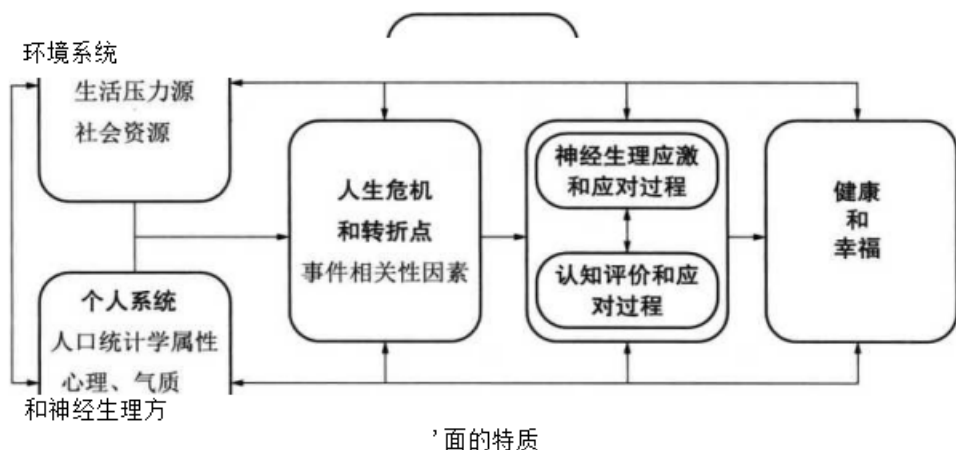 环境系统
生活压力源
社会资源
人生危机
和转折点
事件相关性因素
神经生理应激
和应对过程
认知评价和应
对过程
健康
和
幸福
个人系统
人口统计学属性
心理、气质
和神经生理方
’面的特质